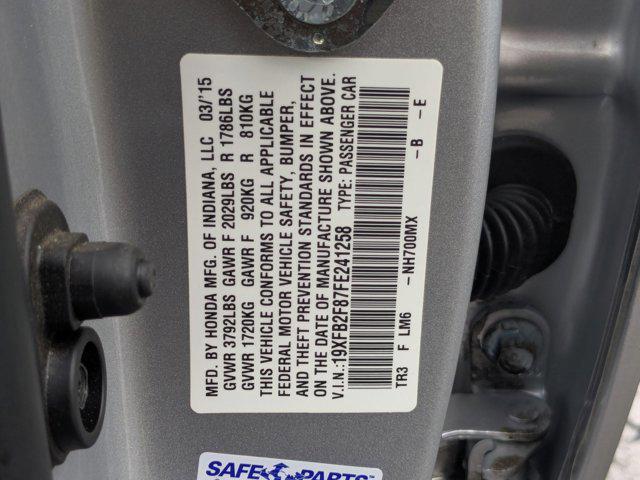 MFD. BY HONDA MFG. OF INDIANA, LLC 03/'15
GVWR 3792LBS GAWR F 2029LBS R 1786LBS
GVWR 1720KG GAWR F 920KG R 810KG
THIS VEHICLE CONFORMS TO ALL APPLICABLE
FEDERAL MOTOR VEHICLE SAFETY, BUMPER,
AND THEFT PREVENTION STANDARDS IN EFFECT
ON THE DATE OF MANUFACTURE SHOWN ABOVE.
V.I.N.:19XFB2F87FE241258 TYPE: PASSENGER CAR
TR3 F LM6 -NH700MX -B -E
SAFE PARTS